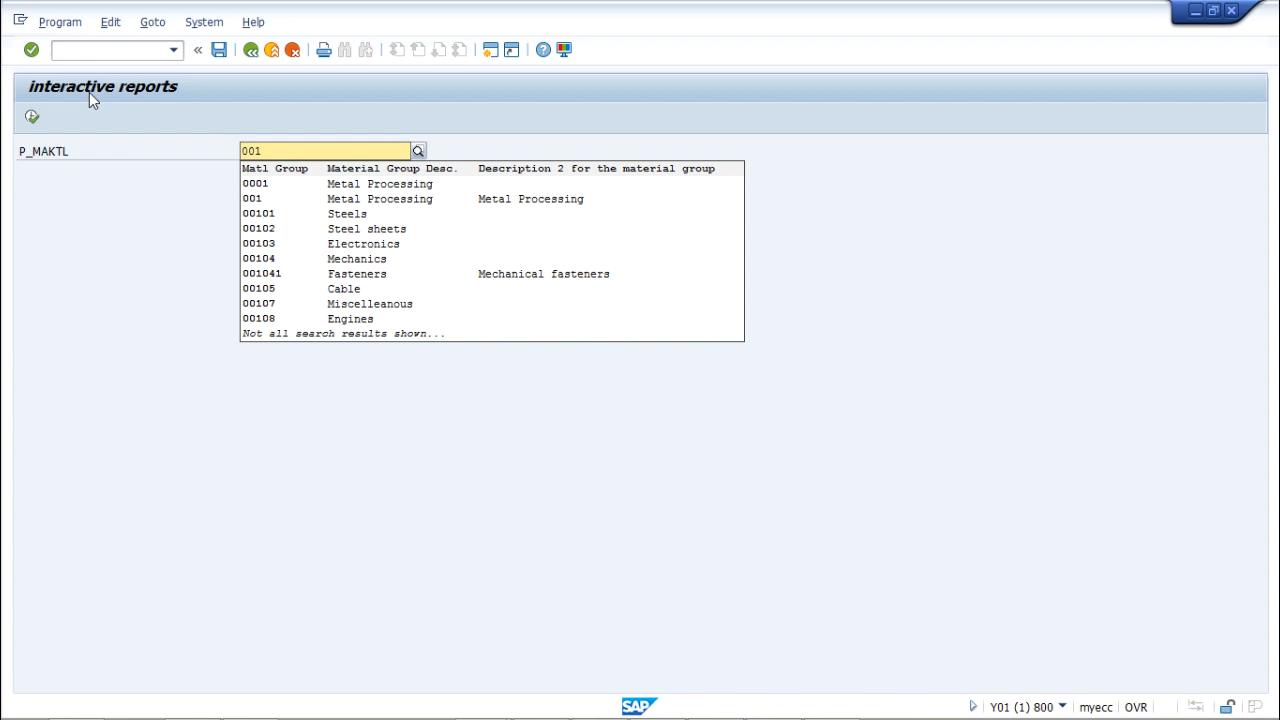 Program Edit Goto System Help
interactive reports
P_MAKTL 001
Matl Group Material Group Desc. Description 2 for the material group
0001 Metal Processing
001 Metal Processing Metal Processing
00101 Steels
00102 Steel sheets
00103 Electronics
00104 Mechanics
001041 Fasteners Mechanical fasteners
00105 Cable
00107 Miscelleanous
00108 Engines
Not all search results shown...
SAP Y01 (1) 800 myecc OVR